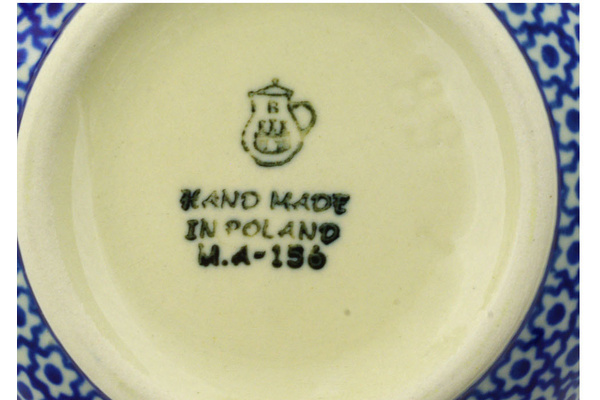 B
HAND MADE
IN POLAND
M.A-156